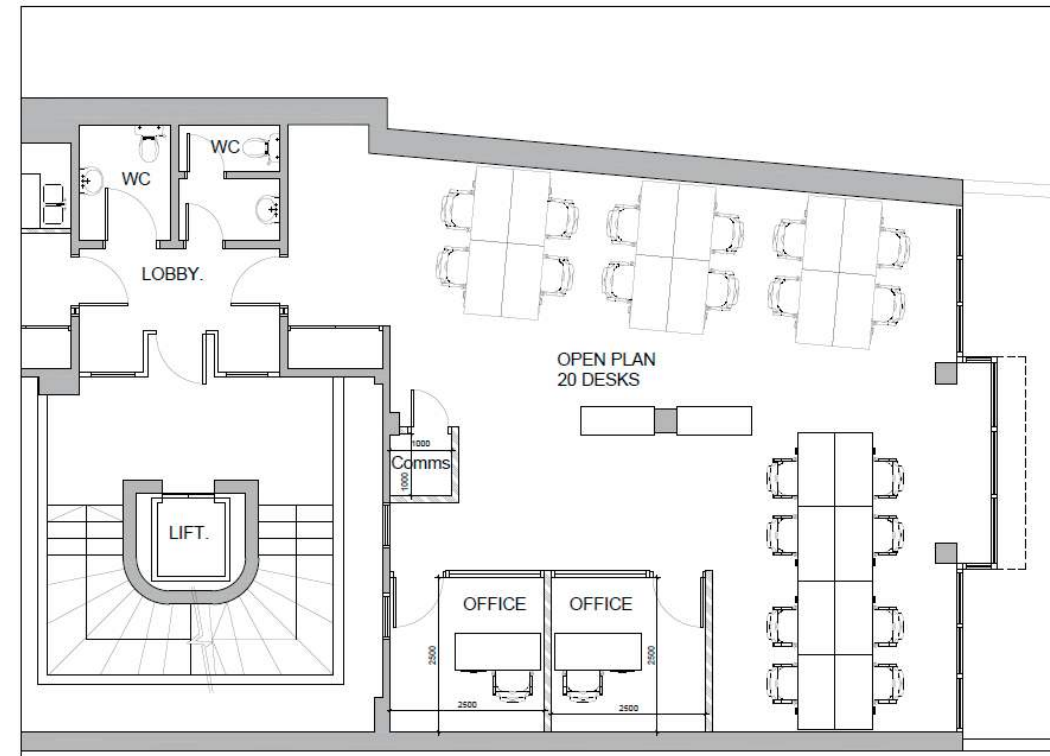 WC
WC
LOBBY.
OPEN PLAN
20 DESKS
1000
Comms
1000
LIFT.
OFFICE
OFFICE
2500
2500
2500
2500